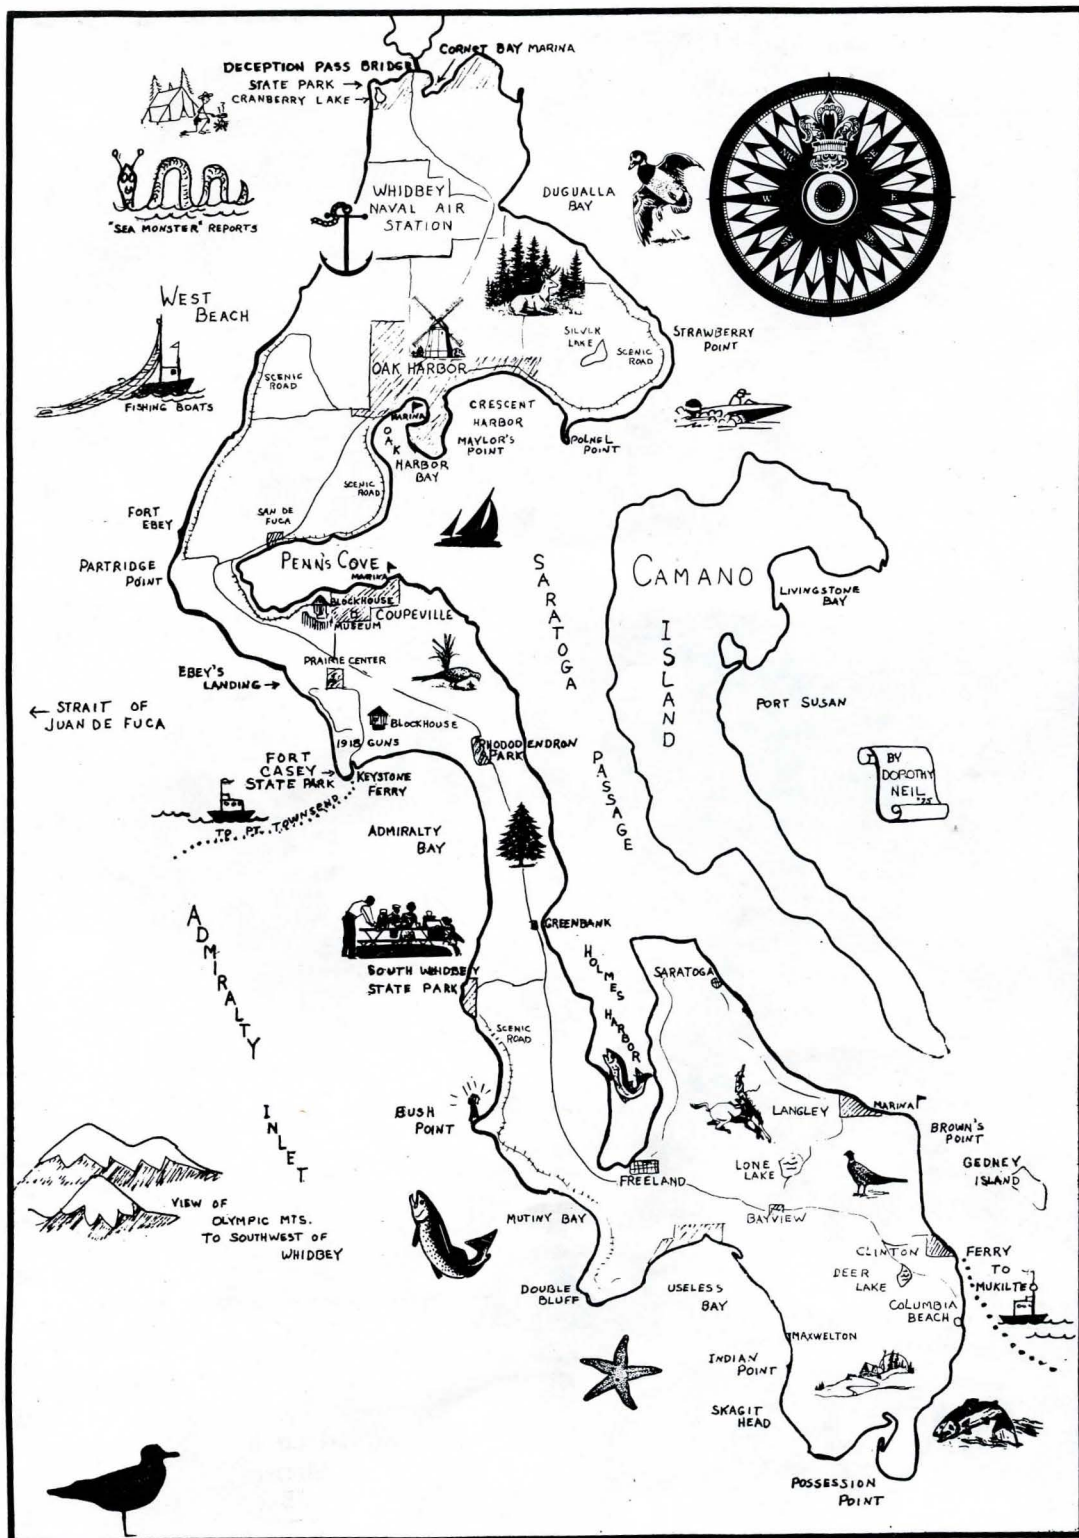 CORNET BAY MARINA
DECEPTION PASS BRIDGE
STATE PARK →
CRANBERRY LAKE →
"SEA MONSTER" REPORTS
WHIDBEY
NAVAL AIR
STATION
DUGUALLA
BAY
NW
NE
W
E
SW
SE
S
WEST
BEACH
FISHING BOATS
SCENIC
ROAD
OAK HARBOR
SILVER
LAKE
SCENIC
ROAD
STRAWBERRY
POINT
MARINA
OAK
HARBOR
BAY
CRESCENT
HARBOR
MAYLOR'S
POINT
POLNEL
POINT
SCENIC
ROAD
FORT
EBEY
SAN DE
FUCA
PARTRIDGE
POINT
PENN'S COVE
MARINA
BLOCKHOUSE
MUSEUM
COUPEVILLE
SARATOGA
PASSAGE
CAMANO
ISLAND
LIVINGSTONE
BAY
PORT SUSAN
PRAIRIE CENTER
EBEY'S
LANDING →
← STRAIT OF
JUAN DE FUCA
BLOCKHOUSE
1918 GUNS
RHODODENDRON
PARK
FORT
CASEY →
STATE PARK
KEYSTONE
FERRY
TO PT. TOWNSEND
BY
DOROTHY
NEIL
'75
ADMIRALTY
BAY
ADMIRALTY
INLET
GREENBANK
SOUTH WHIDBEY
STATE PARK
HOLMES
HARBOR
SARATOGA
SCENIC
ROAD
BUSH
POINT
LANGLEY
MARINA
BROWN'S
POINT
GEDNEY
ISLAND
LONE
LAKE
FREELAND
BAYVIEW
VIEW OF
OLYMPIC MTS.
TO SOUTHWEST OF
WHIDBEY
MUTINY BAY
CLINTON
DEER
LAKE
FERRY
TO
MUKILTEO
DOUBLE
BLUFF
USELESS
BAY
COLUMBIA
BEACH
MAXWELTON
INDIAN
POINT
SKAGIT
HEAD
POSSESSION
POINT